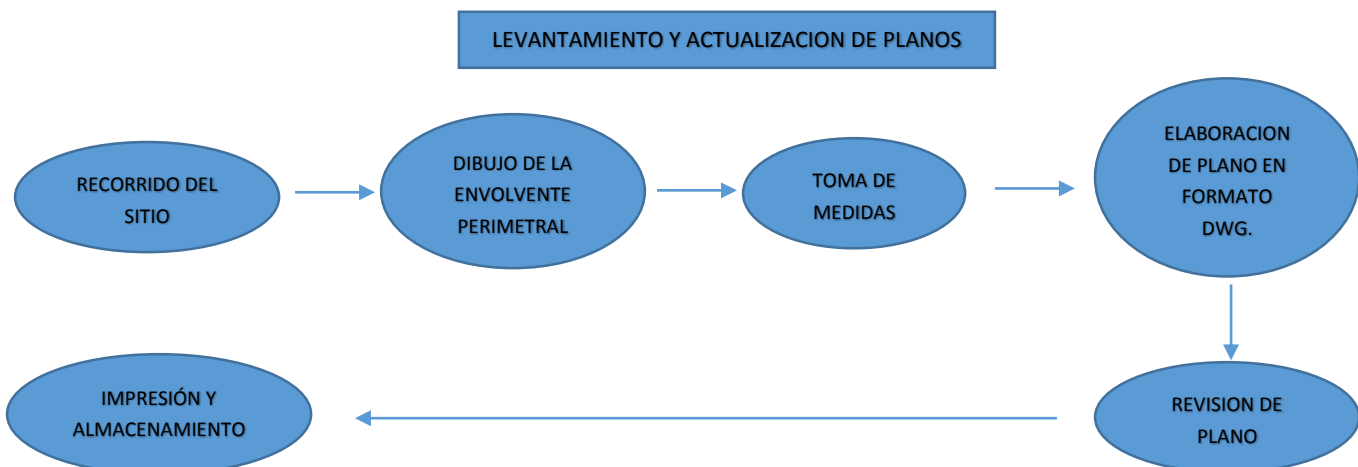 LEVANTAMIENTO Y ACTUALIZACION DE PLANOS
RECORRIDO DEL
SITIO
DIBUJO DE LA
ENVOLVENTE
PERIMETRAL
TOMA DE
MEDIDAS
ELABORACION
DE PLANO EN
FORMATO
DWG.
REVISION DE
PLANO
IMPRESIÓN Y
ALMACENAMIENTO